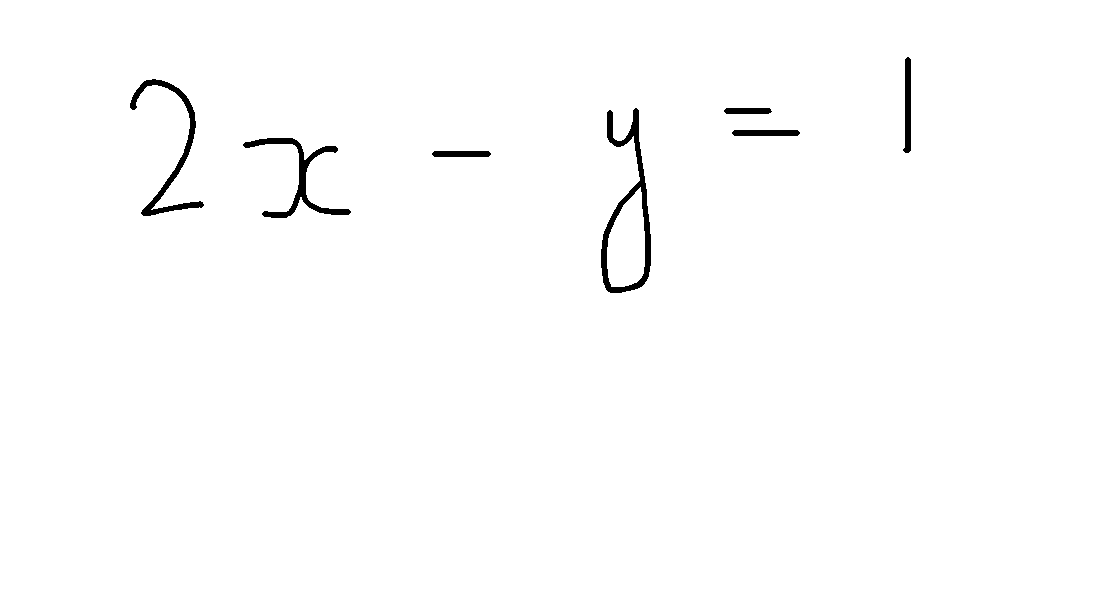 2x - y = 1